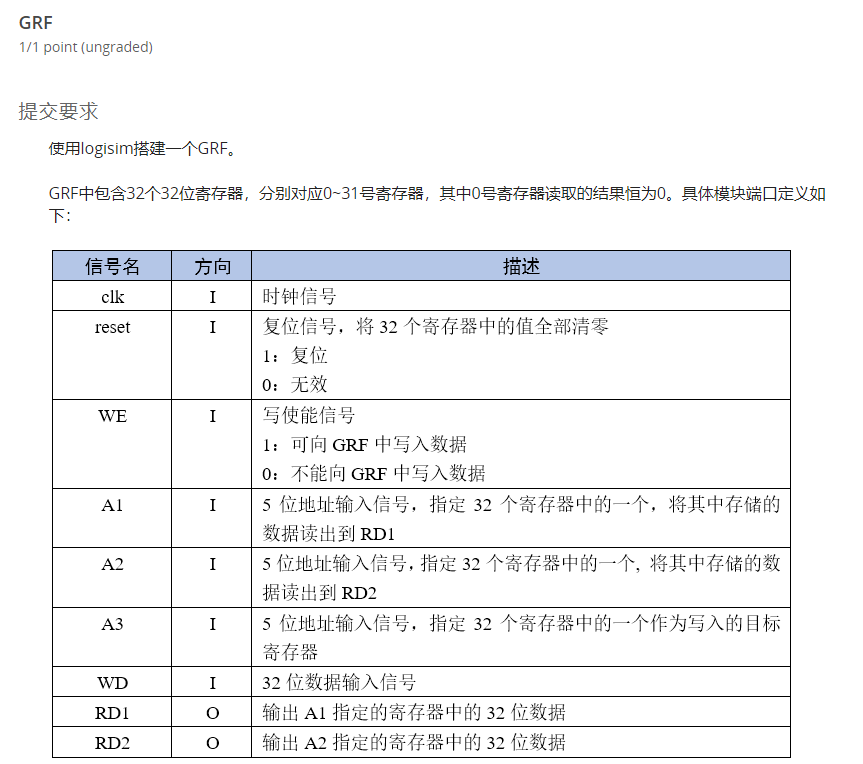 GRF
1/1 point (ungraded)
提交要求
使用logisim搭建一个GRF。
GRF中包含32个32位寄存器，分别对应0~31号寄存器，其中0号寄存器读取的结果恒为0。具体模块端口定义如
下：
信号名 方向 描述
clk I 时钟信号
reset I 复位信号，将 32 个寄存器中的值全部清零
1：复位
0：无效
WE I 写使能信号
1：可向 GRF 中写入数据
0：不能向 GRF 中写入数据
A1 I 5 位地址输入信号，指定 32 个寄存器中的一个，将其中存储的
数据读出到 RD1
A2 I 5 位地址输入信号，指定 32 个寄存器中的一个，将其中存储的数
据读出到 RD2
A3 I 5 位地址输入信号，指定 32 个寄存器中的一个作为写入的目标
寄存器
WD I 32 位数据输入信号
RD1 O 输出 A1 指定的寄存器中的 32 位数据
RD2 O 输出 A2 指定的寄存器中的 32 位数据